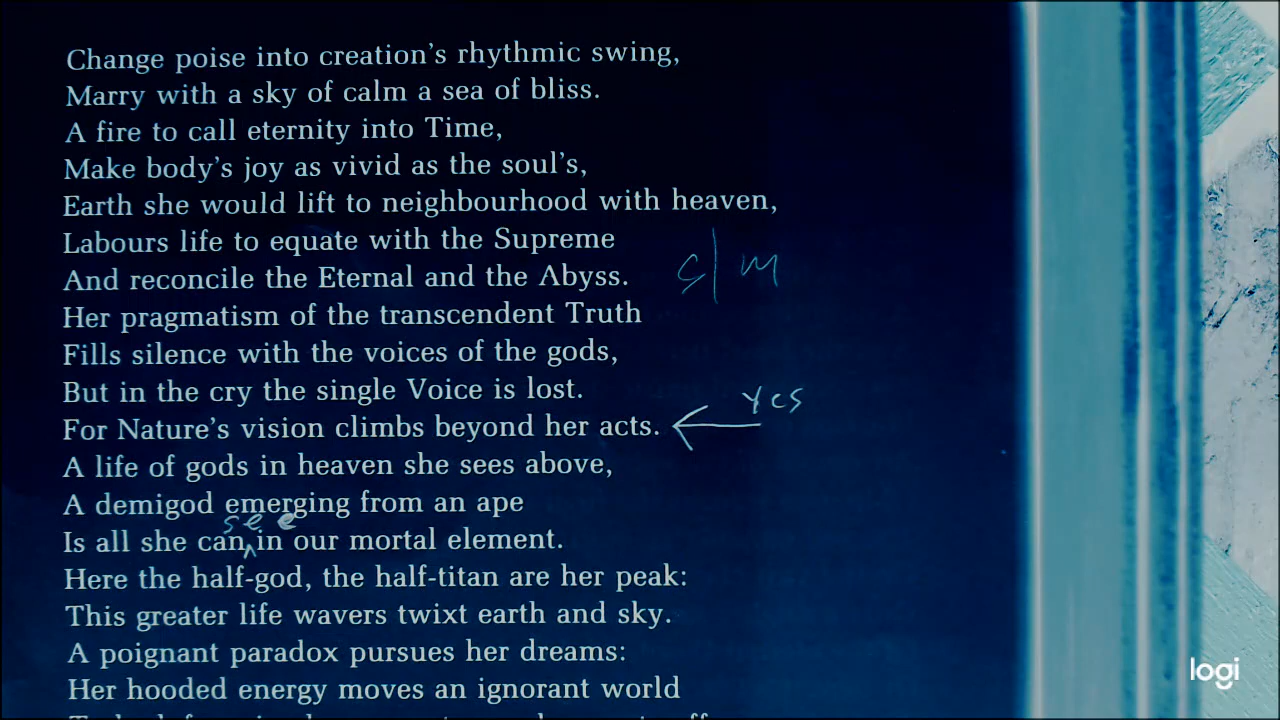 Change poise into creation's rhythmic swing,
Marry with a sky of calm a sea of bliss.
A fire to call eternity into Time,
Make body's joy as vivid as the soul's,
Earth she would lift to neighbourhood with heaven,
Labours life to equate with the Supreme
And reconcile the Eternal and the Abyss. s/m
Her pragmatism of the transcendent Truth
Fills silence with the voices of the gods,
But in the cry the single Voice is lost.
Yes
For Nature's vision climbs beyond her acts.
A life of gods in heaven she sees above,
A demigod emerging from an ape
see
Is all she can in our mortal element.
Here the half-god, the half-titan are her peak:
This greater life wavers twixt earth and sky.
A poignant paradox pursues her dreams:
Her hooded energy moves an ignorant world
logi